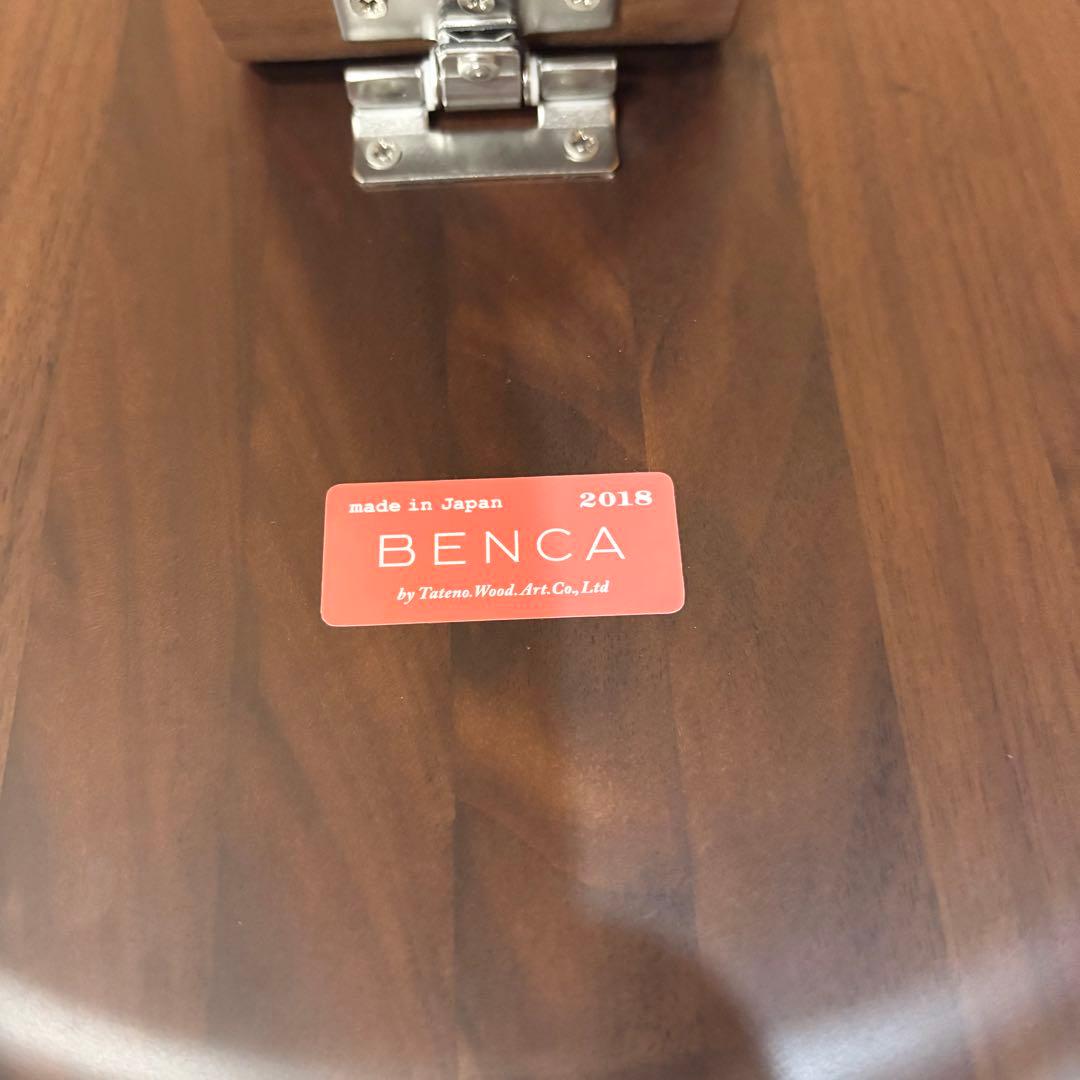 made in Japan 2018
BENCA
by Tateno.Wood.Art.Co.,Ltd